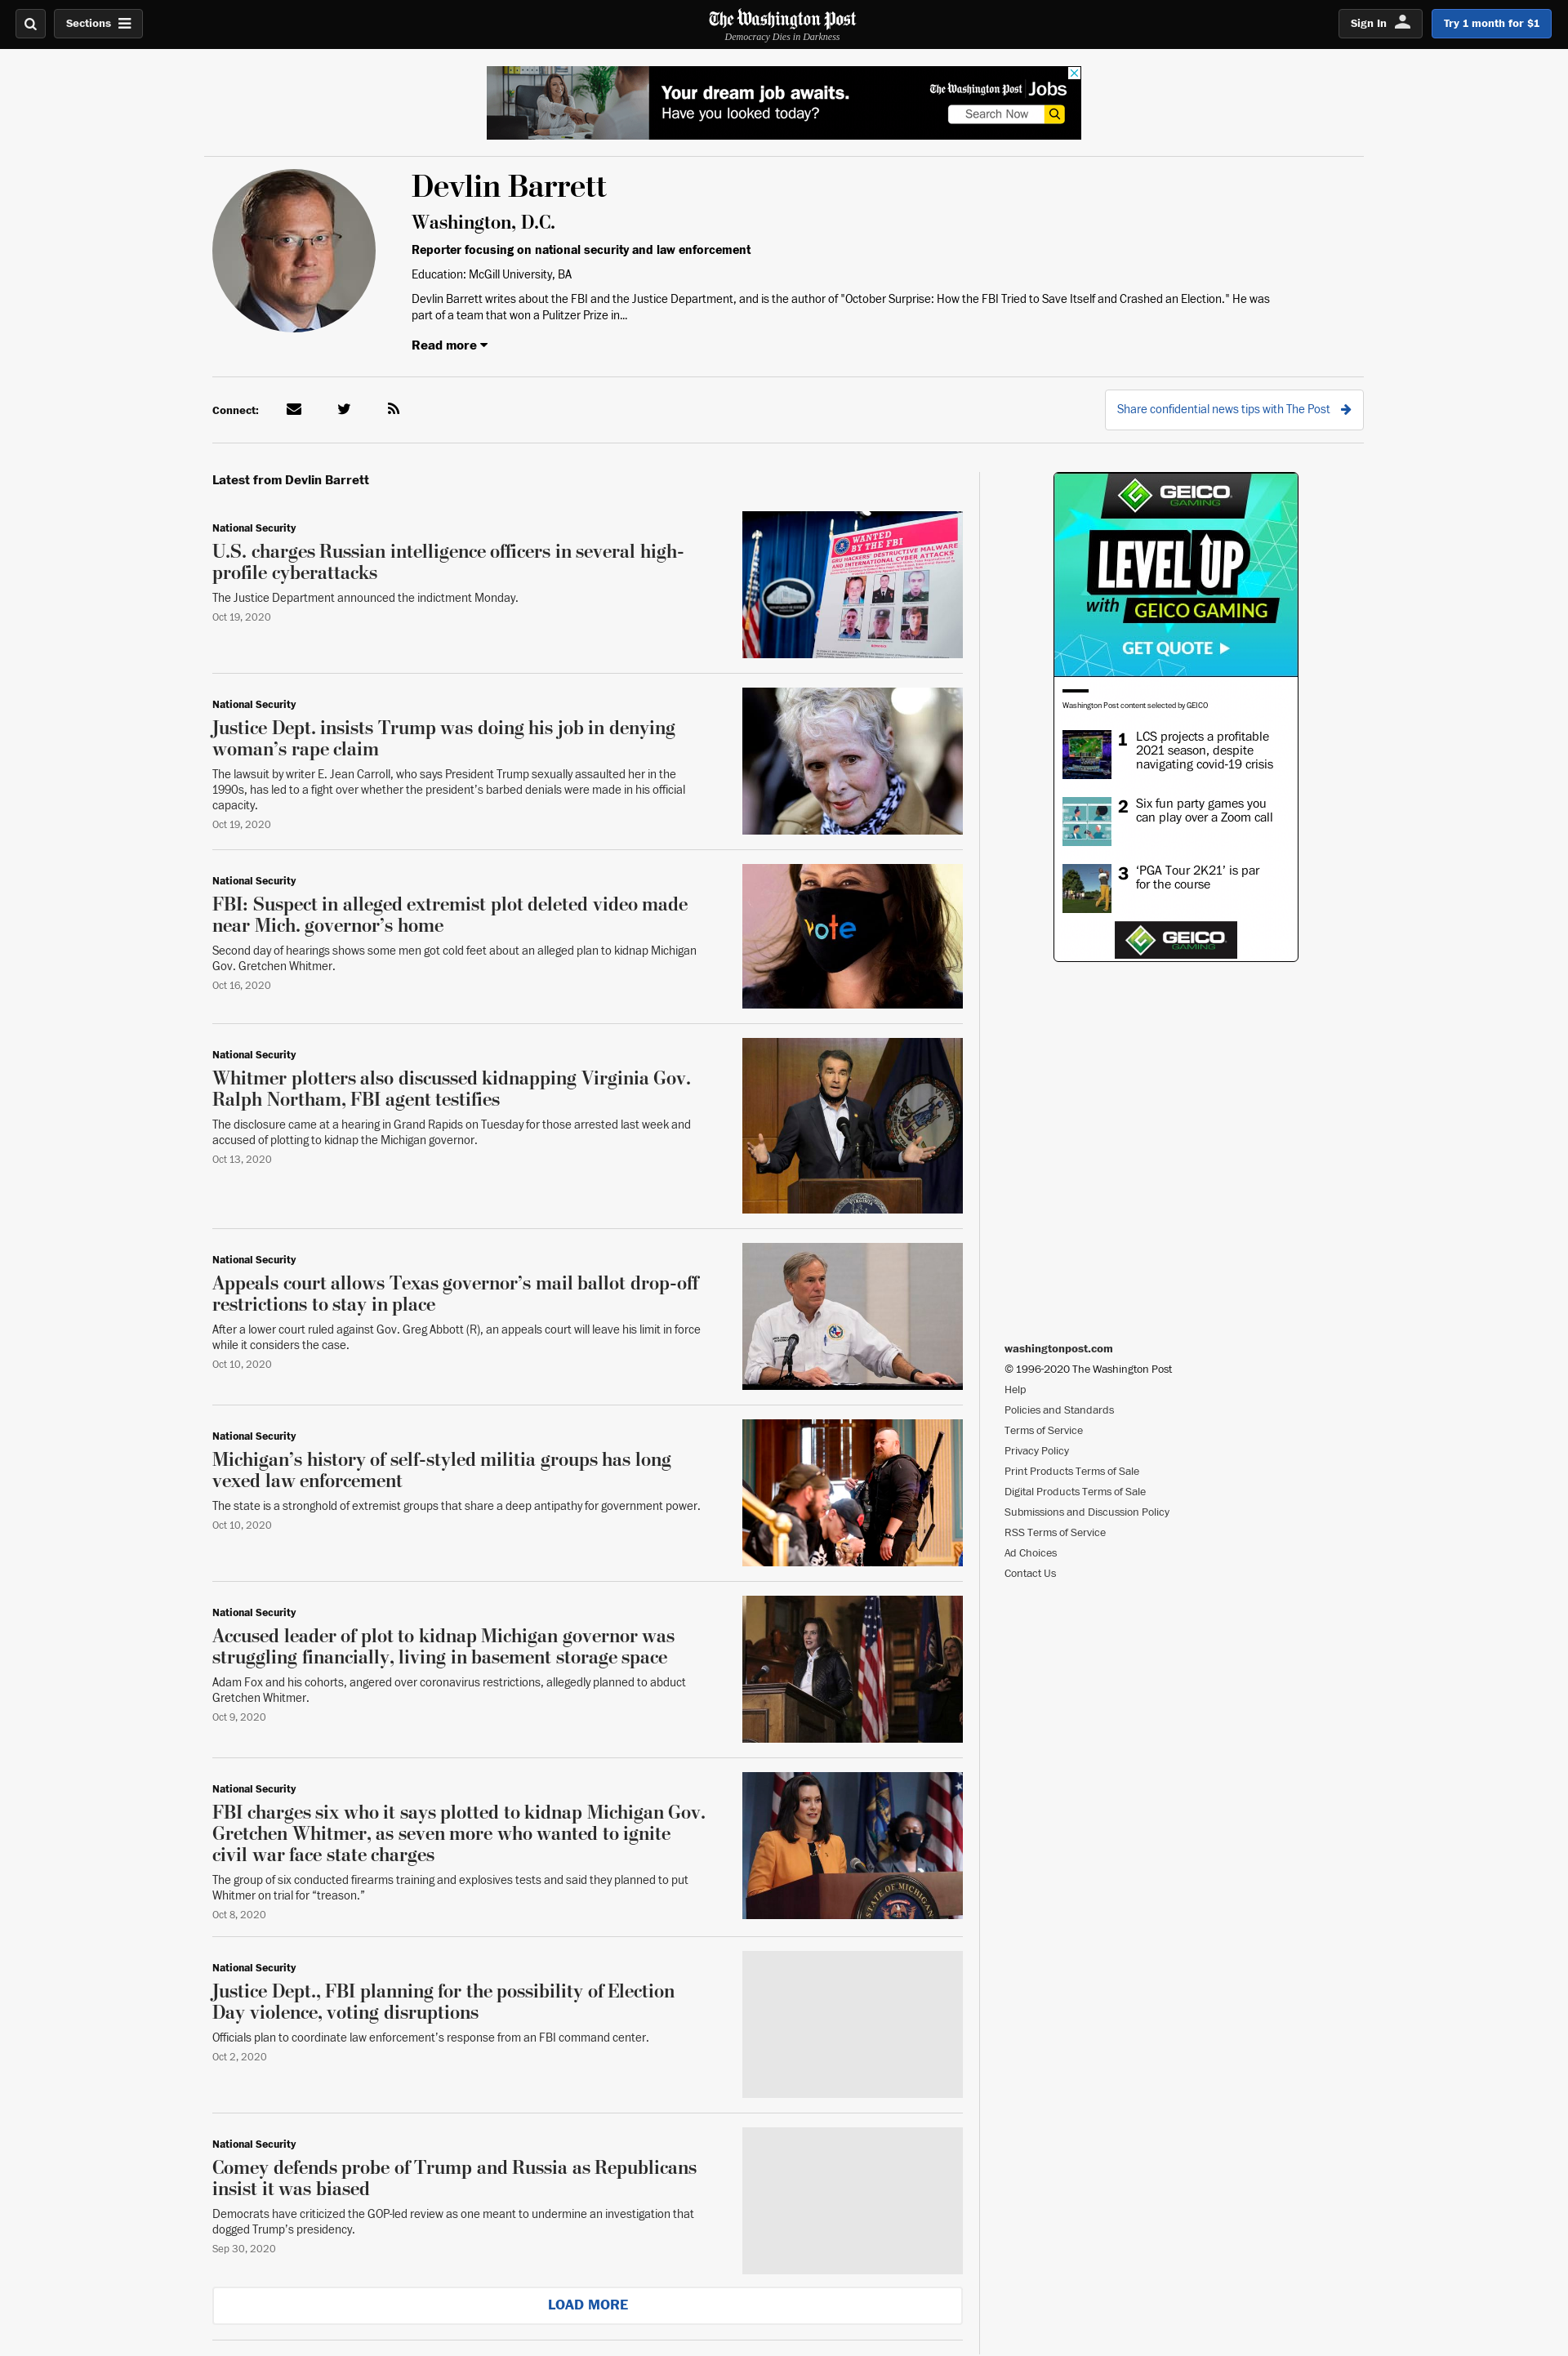 Sections
The Washington Post
Democracy Dies in Darkness
Sign In
Try 1 month for $1
Your dream job awaits.
Have you looked today?
The Washington Post Jobs
Search Now
Devlin Barrett
Washington, D.C.
Reporter focusing on national security and law enforcement
Education: McGill University, BA
Devlin Barrett writes about the FBI and the Justice Department, and is the author of "October Surprise: How the FBI Tried to Save Itself and Crashed an Election." He was
part of a team that won a Pulitzer Prize in...
Read more
Connect:
Share confidential news tips with The Post
Latest from Devlin Barrett
National Security
U.S. charges Russian intelligence officers in several high-
profile cyberattacks
The Justice Department announced the indictment Monday.
Oct 19, 2020
WANTED
BY THE FBI
GRU HACKERS' DESTRUCTIVE MALWARE
AND INTERNATIONAL CYBER ATTACKS
National Security
Justice Dept. insists Trump was doing his job in denying
woman’s rape claim
The lawsuit by writer E. Jean Carroll, who says President Trump sexually assaulted her in the
1990s, has led to a fight over whether the president’s barbed denials were made in his official
capacity.
Oct 19, 2020
National Security
FBI: Suspect in alleged extremist plot deleted video made
near Mich. governor’s home
Second day of hearings shows some men got cold feet about an alleged plan to kidnap Michigan
Gov. Gretchen Whitmer.
Oct 16, 2020
vote
National Security
Whitmer plotters also discussed kidnapping Virginia Gov.
Ralph Northam, FBI agent testifies
The disclosure came at a hearing in Grand Rapids on Tuesday for those arrested last week and
accused of plotting to kidnap the Michigan governor.
Oct 13, 2020
National Security
Appeals court allows Texas governor’s mail ballot drop-off
restrictions to stay in place
After a lower court ruled against Gov. Greg Abbott (R), an appeals court will leave his limit in force
while it considers the case.
Oct 10, 2020
National Security
Michigan’s history of self-styled militia groups has long
vexed law enforcement
The state is a stronghold of extremist groups that share a deep antipathy for government power.
Oct 10, 2020
National Security
Accused leader of plot to kidnap Michigan governor was
struggling financially, living in basement storage space
Adam Fox and his cohorts, angered over coronavirus restrictions, allegedly planned to abduct
Gretchen Whitmer.
Oct 9, 2020
National Security
FBI charges six who it says plotted to kidnap Michigan Gov.
Gretchen Whitmer, as seven more who wanted to ignite
civil war face state charges
The group of six conducted firearms training and explosives tests and said they planned to put
Whitmer on trial for “treason.”
Oct 8, 2020
STATE OF MICHIGAN
National Security
Justice Dept., FBI planning for the possibility of Election
Day violence, voting disruptions
Officials plan to coordinate law enforcement’s response from an FBI command center.
Oct 2, 2020
National Security
Comey defends probe of Trump and Russia as Republicans
insist it was biased
Democrats have criticized the GOP-led review as one meant to undermine an investigation that
dogged Trump’s presidency.
Sep 30, 2020
LOAD MORE
GEICO
GAMING
LEVEL UP
with GEICO GAMING
GET QUOTE
Washington Post content selected by GEICO
1 LCS projects a profitable
2021 season, despite
navigating covid-19 crisis
2 Six fun party games you
can play over a Zoom call
3 ‘PGA Tour 2K21’ is par
for the course
GEICO
GAMING
washingtonpost.com
© 1996-2020 The Washington Post
Help
Policies and Standards
Terms of Service
Privacy Policy
Print Products Terms of Sale
Digital Products Terms of Sale
Submissions and Discussion Policy
RSS Terms of Service
Ad Choices
Contact Us